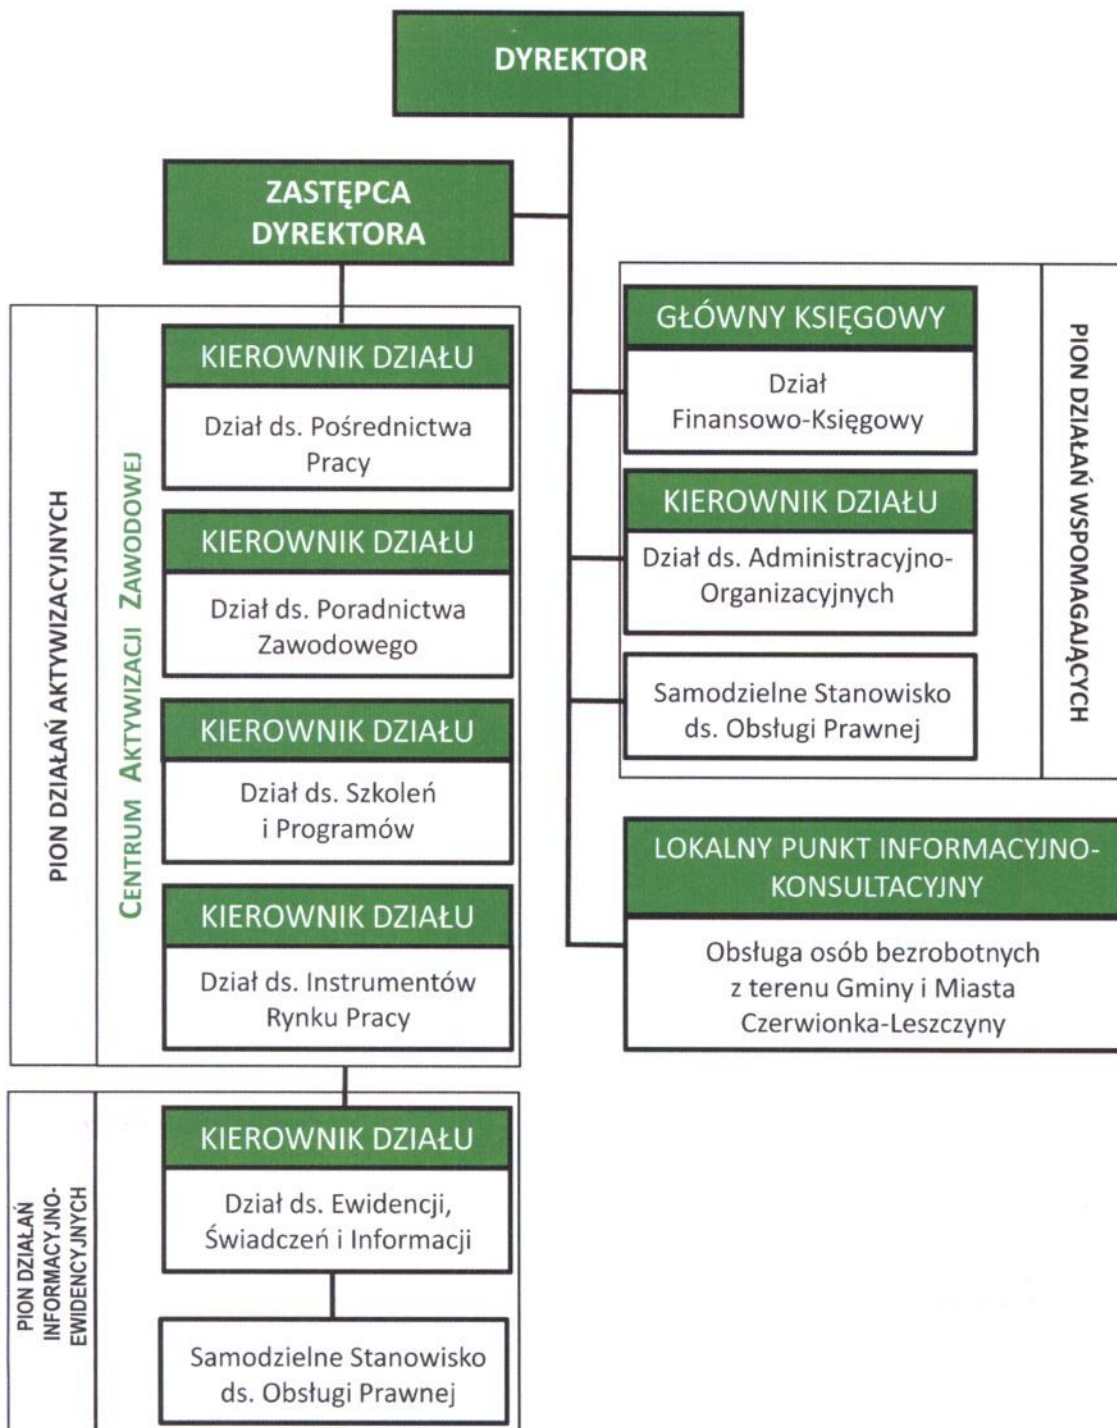 DYREKTOR
ZASTĘPCA
DYREKTORA
PION DZIAŁAŃ AKTYWIZACYJNYCH
CENTRUM AKTYWIZACJI ZAWODOWEJ
KIEROWNIK DZIAŁU
Dział ds. Pośrednictwa
Pracy
KIEROWNIK DZIAŁU
Dział ds. Poradnictwa
Zawodowego
KIEROWNIK DZIAŁU
Dział ds. Szkoleń
i Programów
KIEROWNIK DZIAŁU
Dział ds. Instrumentów
Rynku Pracy
PION DZIAŁAŃ
INFORMACYJNO-
EWIDENCYJNYCH
KIEROWNIK DZIAŁU
Dział ds. Ewidencji,
Świadczeń i Informacji
Samodzielne Stanowisko
ds. Obsługi Prawnej
GŁÓWNY KSIĘGOWY
Dział
Finansowo-Księgowy
KIEROWNIK DZIAŁU
Dział ds. Administracyjno-
Organizacyjnych
Samodzielne Stanowisko
ds. Obsługi Prawnej
PION DZIAŁAŃ WSPOMAGAJĄCYCH
LOKALNY PUNKT INFORMACYJNO-
KONSULTACYJNY
Obsługa osób bezrobotnych
z terenu Gminy i Miasta
Czerwionka-Leszczyny